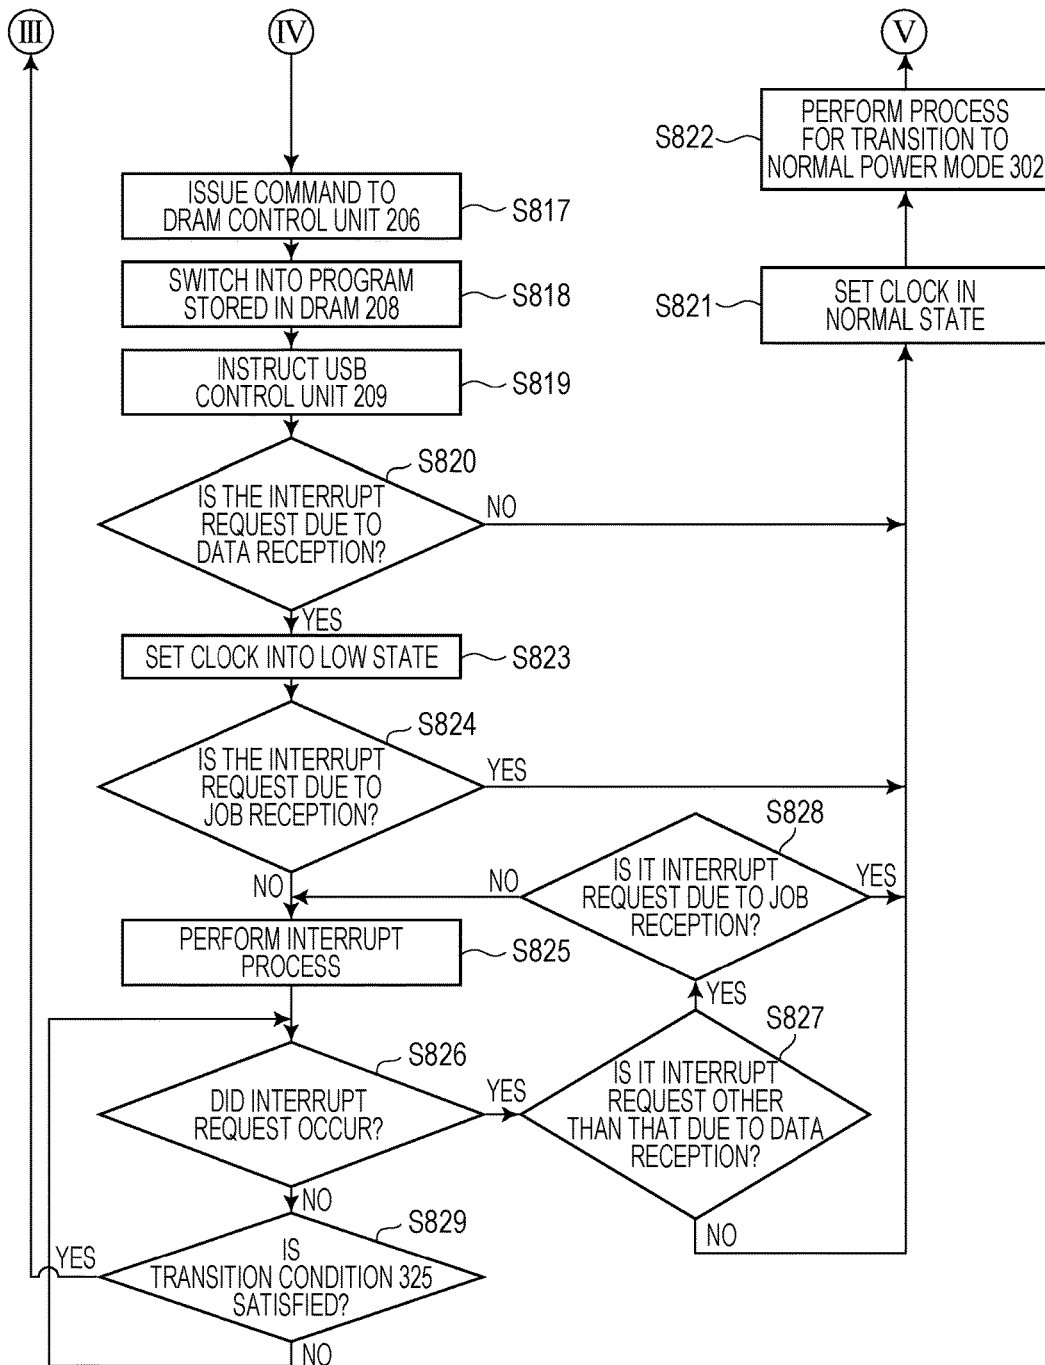 III
IV
V
PERFORM PROCESS
FOR TRANSITION TO
NORMAL POWER MODE 302
S822
ISSUE COMMAND TO
DRAM CONTROL UNIT 206
S817
SWITCH INTO PROGRAM
STORED IN DRAM 208
S818
SET CLOCK IN
NORMAL STATE
S821
INSTRUCT USB
CONTROL UNIT 209
S819
S820
IS THE INTERRUPT
REQUEST DUE TO
DATA RECEPTION?
NO
YES
SET CLOCK INTO LOW STATE
S823
S824
IS THE INTERRUPT
REQUEST DUE TO
JOB RECEPTION?
YES
NO
S828
IS IT INTERRUPT
REQUEST DUE TO JOB
RECEPTION?
NO
YES
PERFORM INTERRUPT
PROCESS
S825
YES
S827
IS IT INTERRUPT
REQUEST OTHER
THAN THAT DUE TO DATA
RECEPTION?
NO
S826
DID INTERRUPT
REQUEST OCCUR?
YES
NO
S829
IS
TRANSITION CONDITION 325
SATISFIED?
YES
NO